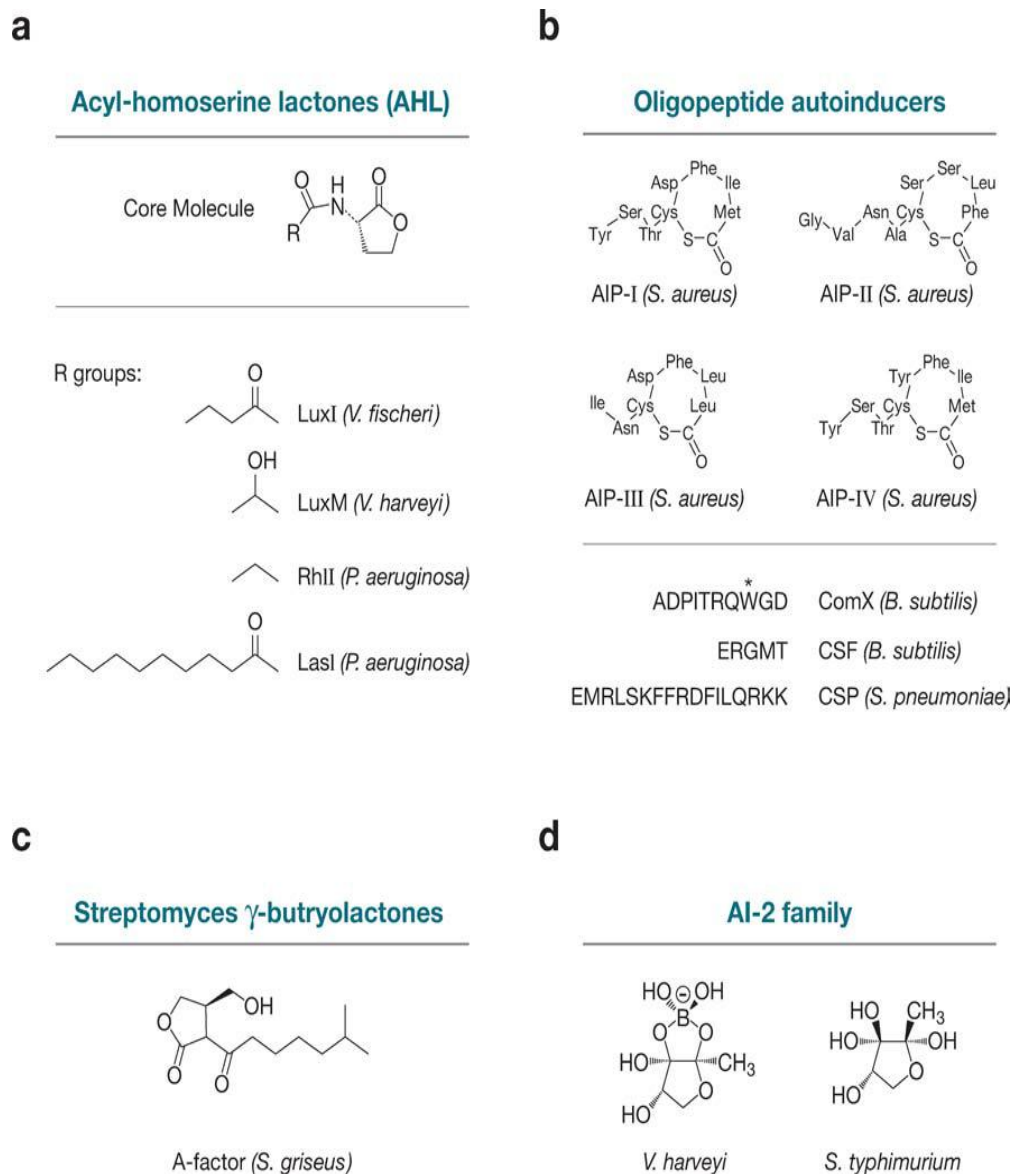 a
Acyl-homoserine lactones (AHL)
Core Molecule
O
H
N
O
O
R
R groups:
O
LuxI (V. fischeri)
OH
LuxM (V. harveyi)
RhII (P. aeruginosa)
O
LasI (P. aeruginosa)
b
Oligopeptide autoinducers
Phe
Asp Ile
Ser Cys Met
Tyr Thr S C
O
AIP-I (S. aureus)
Ser
Ser Leu
Asn Cys Phe
Gly Val Ala S C
O
AIP-II (S. aureus)
Phe
Asp Leu
Ile Cys Leu
Asn S C
O
AIP-III (S. aureus)
Phe
Tyr Ile
Ser Cys Met
Tyr Thr S C
O
AIP-IV (S. aureus)
*
ADPITRQWGD ComX (B. subtilis)
ERGMT CSF (B. subtilis)
EMRLSKFFRDFILQRKK CSP (S. pneumoniae)
c
Streptomyces γ-butryolactones
OH
O
O
O
A-factor (S. griseus)
d
AI-2 family
HO - OH
B
O O
HO CH3
O
HO
V. harveyi
HO CH3
HO OH
O
HO
S. typhimurium